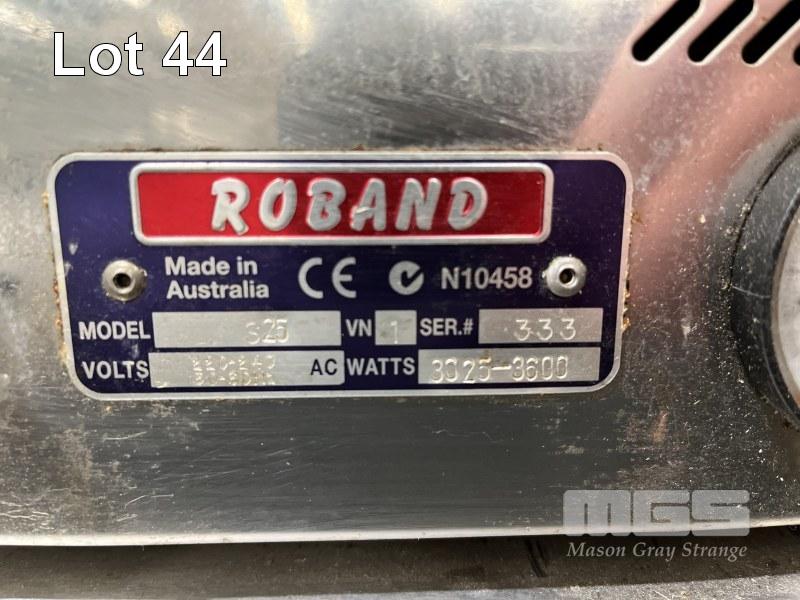 Lot 44
ROBAND
Made in
Australia
CE
N10458
MODEL S25 VN 1 SER.# 333
VOLTS AC WATTS 3025-3600
MGS
Mason Gray Strange